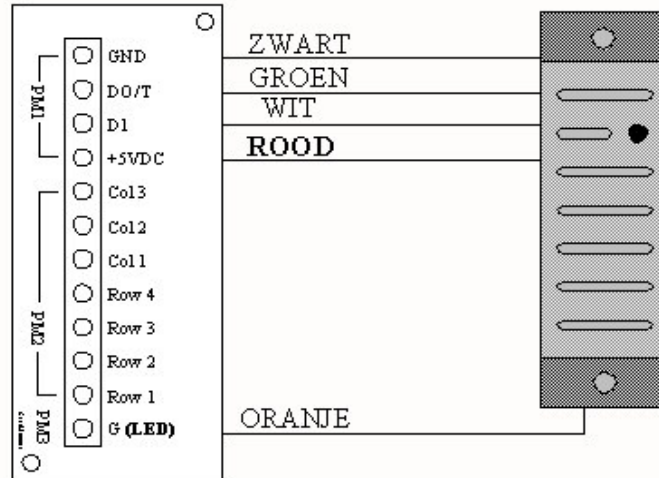 GND
ZWART
DO/T
GROEN
D1
WIT
+5VDC
ROOD
PM1
Col3
Col2
Col1
Row 4
Row 3
Row 2
Row 1
PM2
G (LED)
ORANJE
PM3